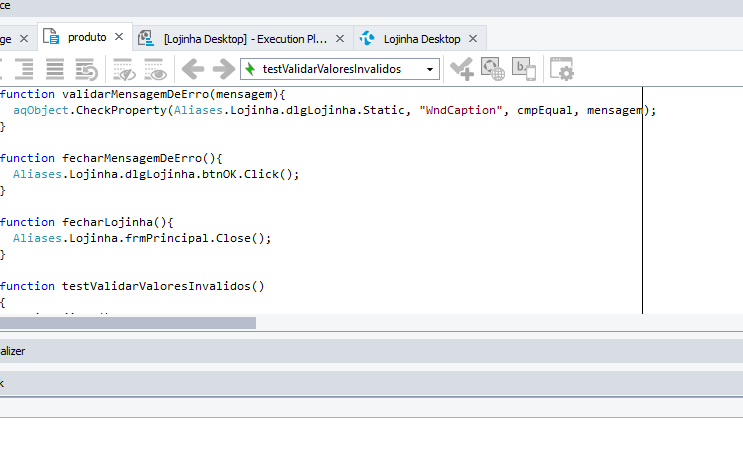 ce
ge
produto
[Lojinha Desktop] - Execution Pl...
Lojinha Desktop
testValidarValoresInvalidos
function validarMensagemDeErro(mensagem){
aqObject.CheckProperty(Aliases.Lojinha.dlgLojinha.Static, "WndCaption", cmpEqual, mensagem);
}
function fecharMensagemDeErro(){
Aliases.Lojinha.dlgLojinha.btnOK.Click();
}
function fecharLojinha(){
Aliases.Lojinha.frmPrincipal.Close();
}
function testValidarValoresInvalidos()
{
alizer
k